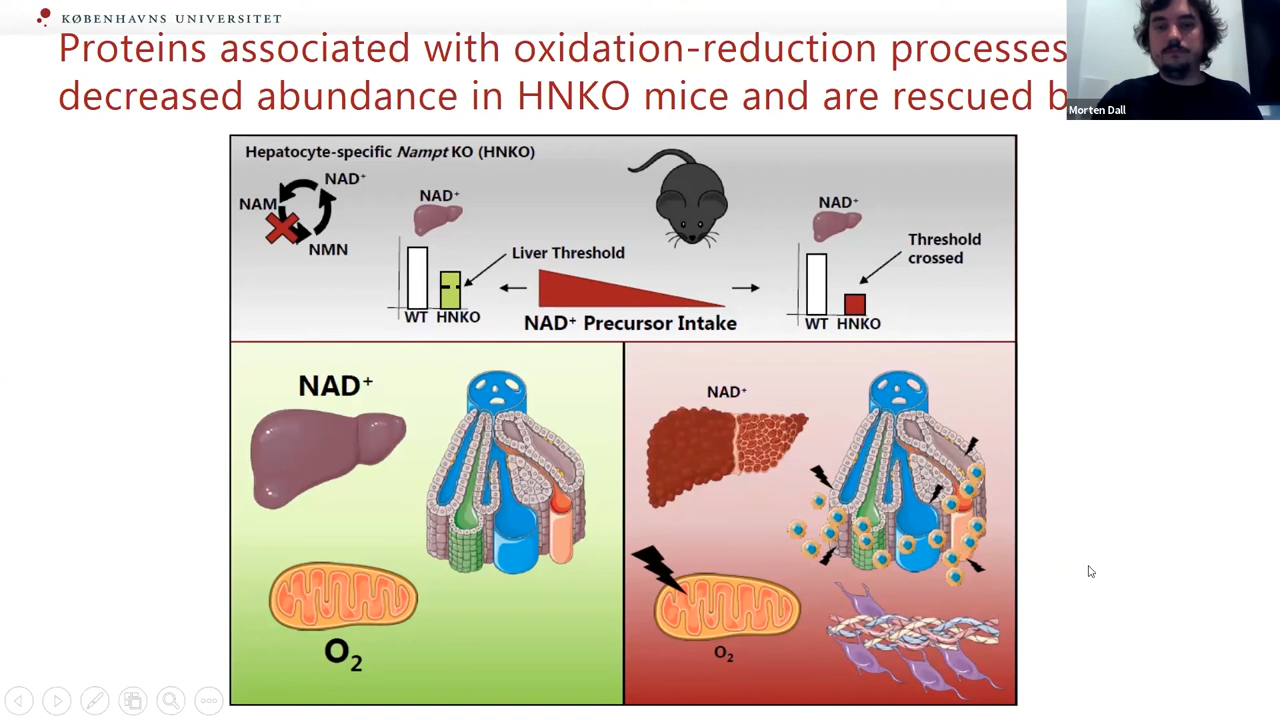 KØBENHAVNS UNIVERSITET
Proteins associated with oxidation-reduction processes
decreased abundance in HNKO mice and are rescued b
Morten Dall
Hepatocyte-specific Nampt KO (HNKO)
NAD⁺
NAM
NMN
NAD⁺
WT HNKO
Liver Threshold
NAD⁺ Precursor Intake
NAD⁺
Threshold
crossed
WT HNKO
NAD⁺
O₂
NAD⁺
O₂